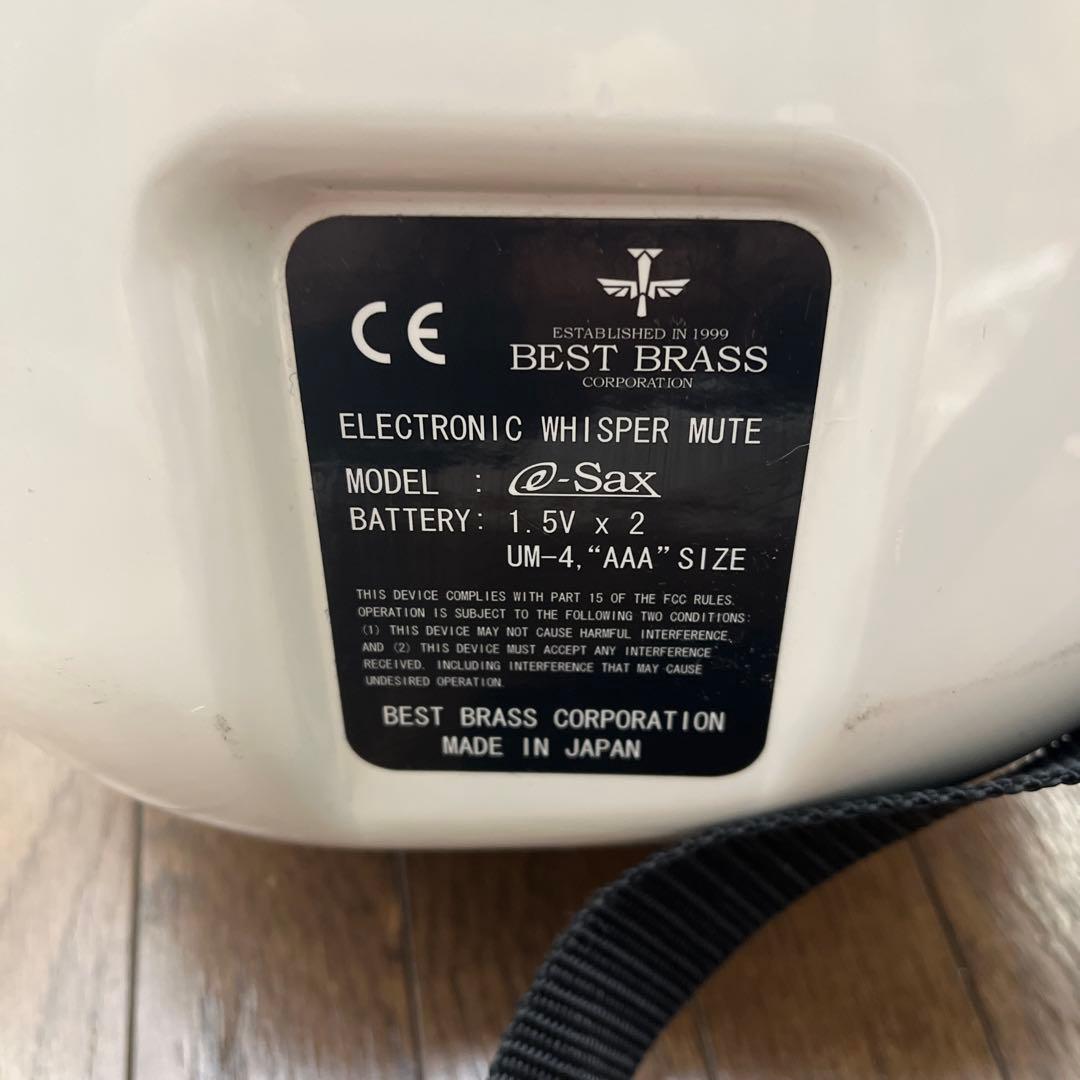 CE
ESTABLISHED IN 1999
BEST BRASS
CORPORATION
ELECTRONIC WHISPER MUTE
MODEL : e-Sax
BATTERY: 1.5V x 2
UM-4, "AAA" SIZE
THIS DEVICE COMPLIES WITH PART 15 OF THE FCC RULES.
OPERATION IS SUBJECT TO THE FOLLOWING TWO CONDITIONS:
(1) THIS DEVICE MAY NOT CAUSE HARMFUL INTERFERENCE,
AND (2) THIS DEVICE MUST ACCEPT ANY INTERFERENCE
RECEIVED, INCLUDING INTERFERENCE THAT MAY CAUSE
UNDESIRED OPERATION.
BEST BRASS CORPORATION
MADE IN JAPAN